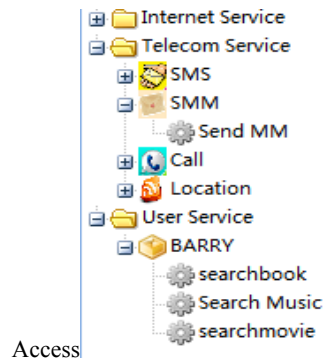 Internet Service
Telecom Service
SMS
SMM
Send MM
Call
Location
User Service
BARRY
searchbook
Search Music
searchmovie
Access